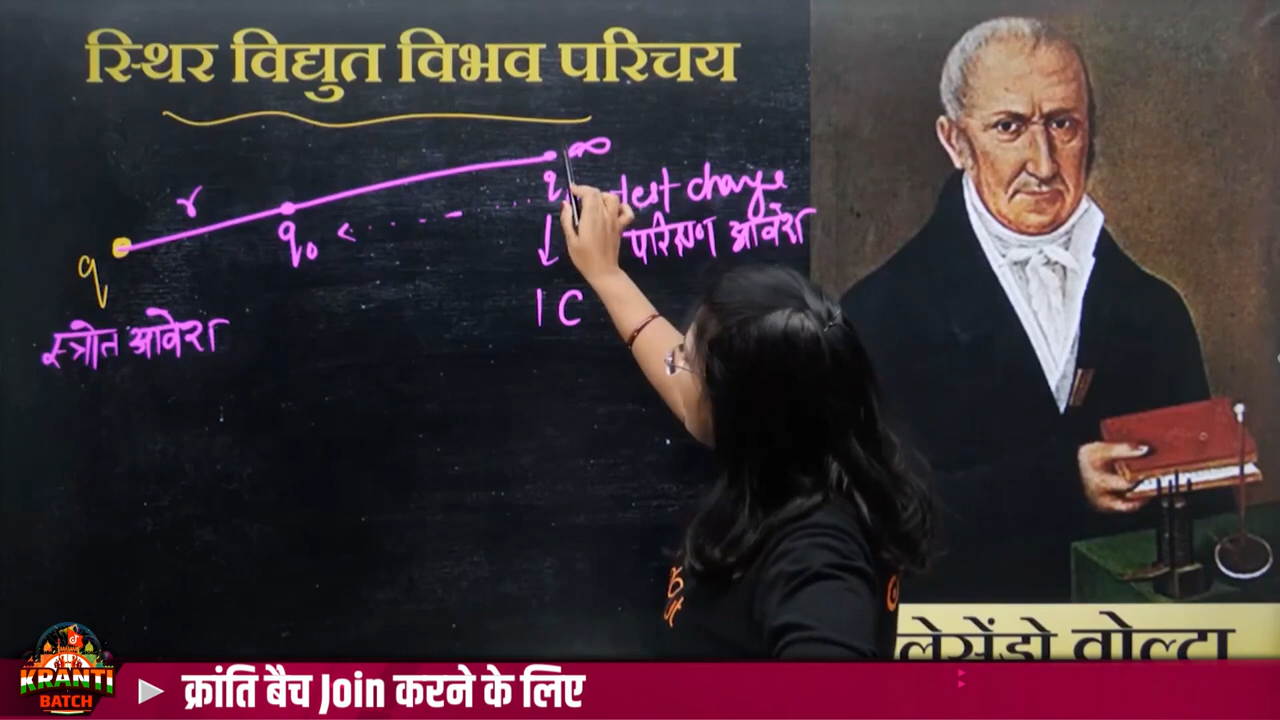 स्थिर विद्युत विभव परिचय
∞
r
test charge
q₀
परिक्षण आवेश
q
1 C
स्त्रोत आवेश
लेसेंड्रो वोल्टा
KRANTI
BATCH
क्रांति बैच Join करने के लिए